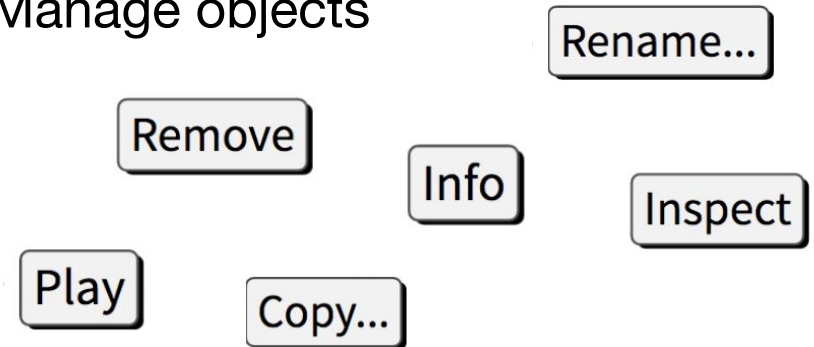 Manage objects
Rename...
Remove
Info
Inspect
Play
Copy...